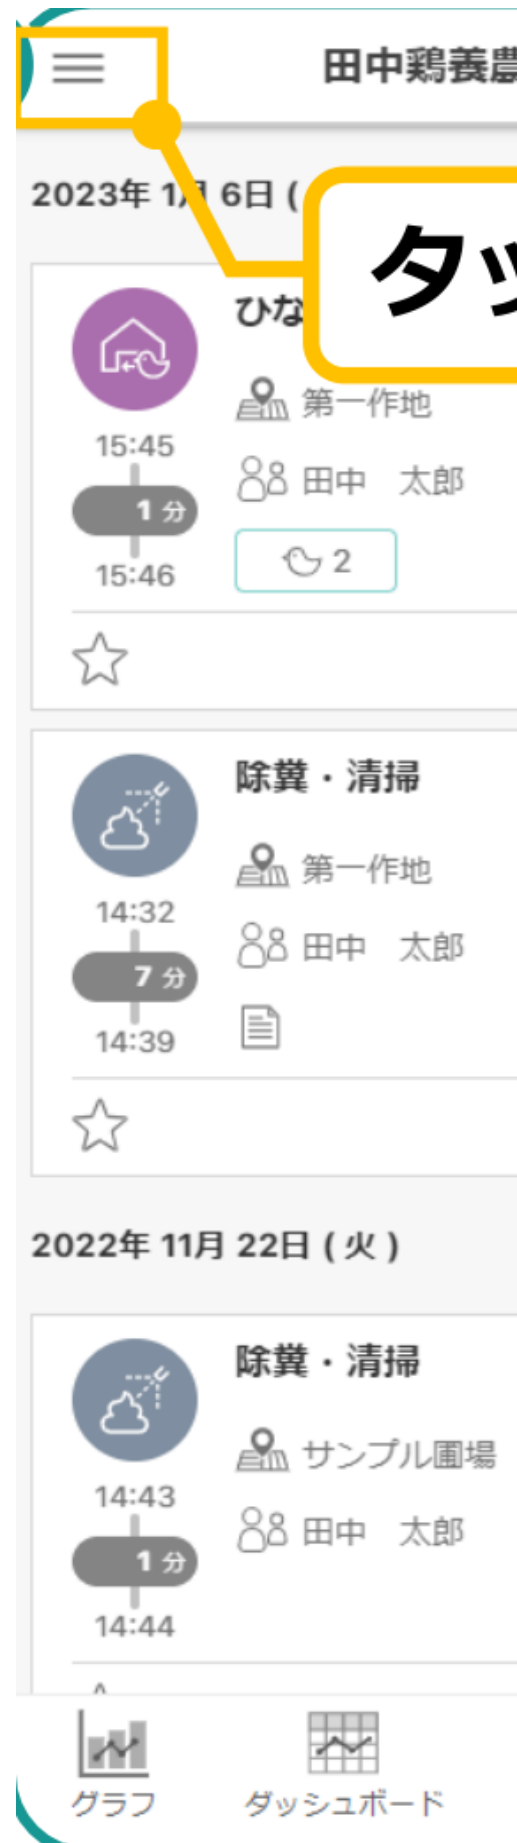 田中鶏養農
2023年 1月 6日 (
タッ
ひな
第一作地
15:45
田中　太郎
1 分
2
15:46
除糞・清掃
第一作地
14:32
田中　太郎
7 分
14:39
2022年 11月 22日 ( 火 )
除糞・清掃
サンプル圃場
14:43
田中　太郎
1 分
14:44
グラフ
ダッシュボード